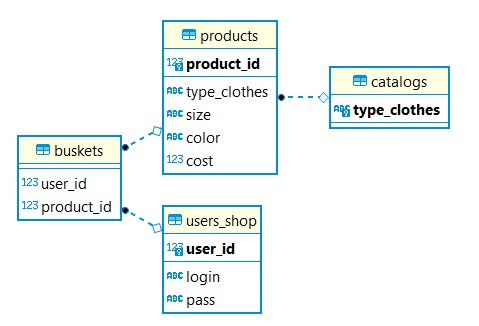 products
123 product_id
ABC type_clothes
ABC size
ABC color
123 cost
catalogs
ABC type_clothes
buskets
123 user_id
123 product_id
users_shop
123 user_id
ABC login
ABC pass